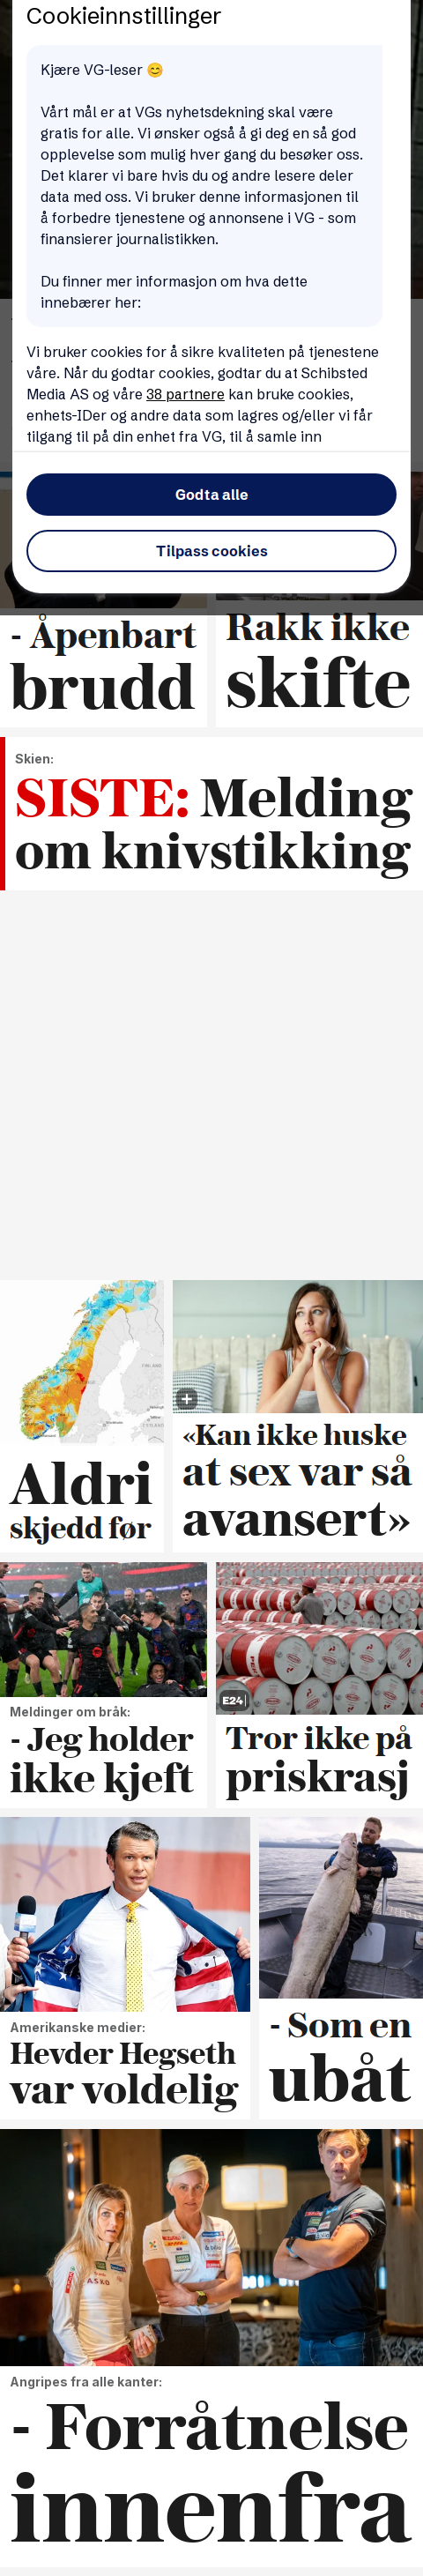 Cookieinnstillinger
Kjære VG-leser 😊
Vårt mål er at VGs nyhetsdekning skal være
gratis for alle. Vi ønsker også å gi deg en så god
opplevelse som mulig hver gang du besøker oss.
Det klarer vi bare hvis du og andre lesere deler
data med oss. Vi bruker denne informasjonen til
å forbedre tjenestene og annonsene i VG - som
finansierer journalistikken.
Du finner mer informasjon om hva dette
innebærer her:
Vi bruker cookies for å sikre kvaliteten på tjenestene
våre. Når du godtar cookies, godtar du at Schibsted
Media AS og våre 38 partnere kan bruke cookies,
enhets-IDer og andre data som lagres og/eller vi får
tilgang til på din enhet fra VG, til å samle inn
Godta alle
Tilpass cookies
- Åpenbart
brudd
Rakk ikke
skifte
Skien:
SISTE: Melding
om knivstikking
Aldri
skjedd før
«Kan ikke huske
at sex var så
avansert»
Meldinger om bråk:
- Jeg holder
ikke kjeft
E24
Tror ikke på
priskrasj
Amerikanske medier:
Hevder Hegseth
var voldelig
- Som en
ubåt
ASKO
Angripes fra alle kanter:
- Forråtnelse
innenfra